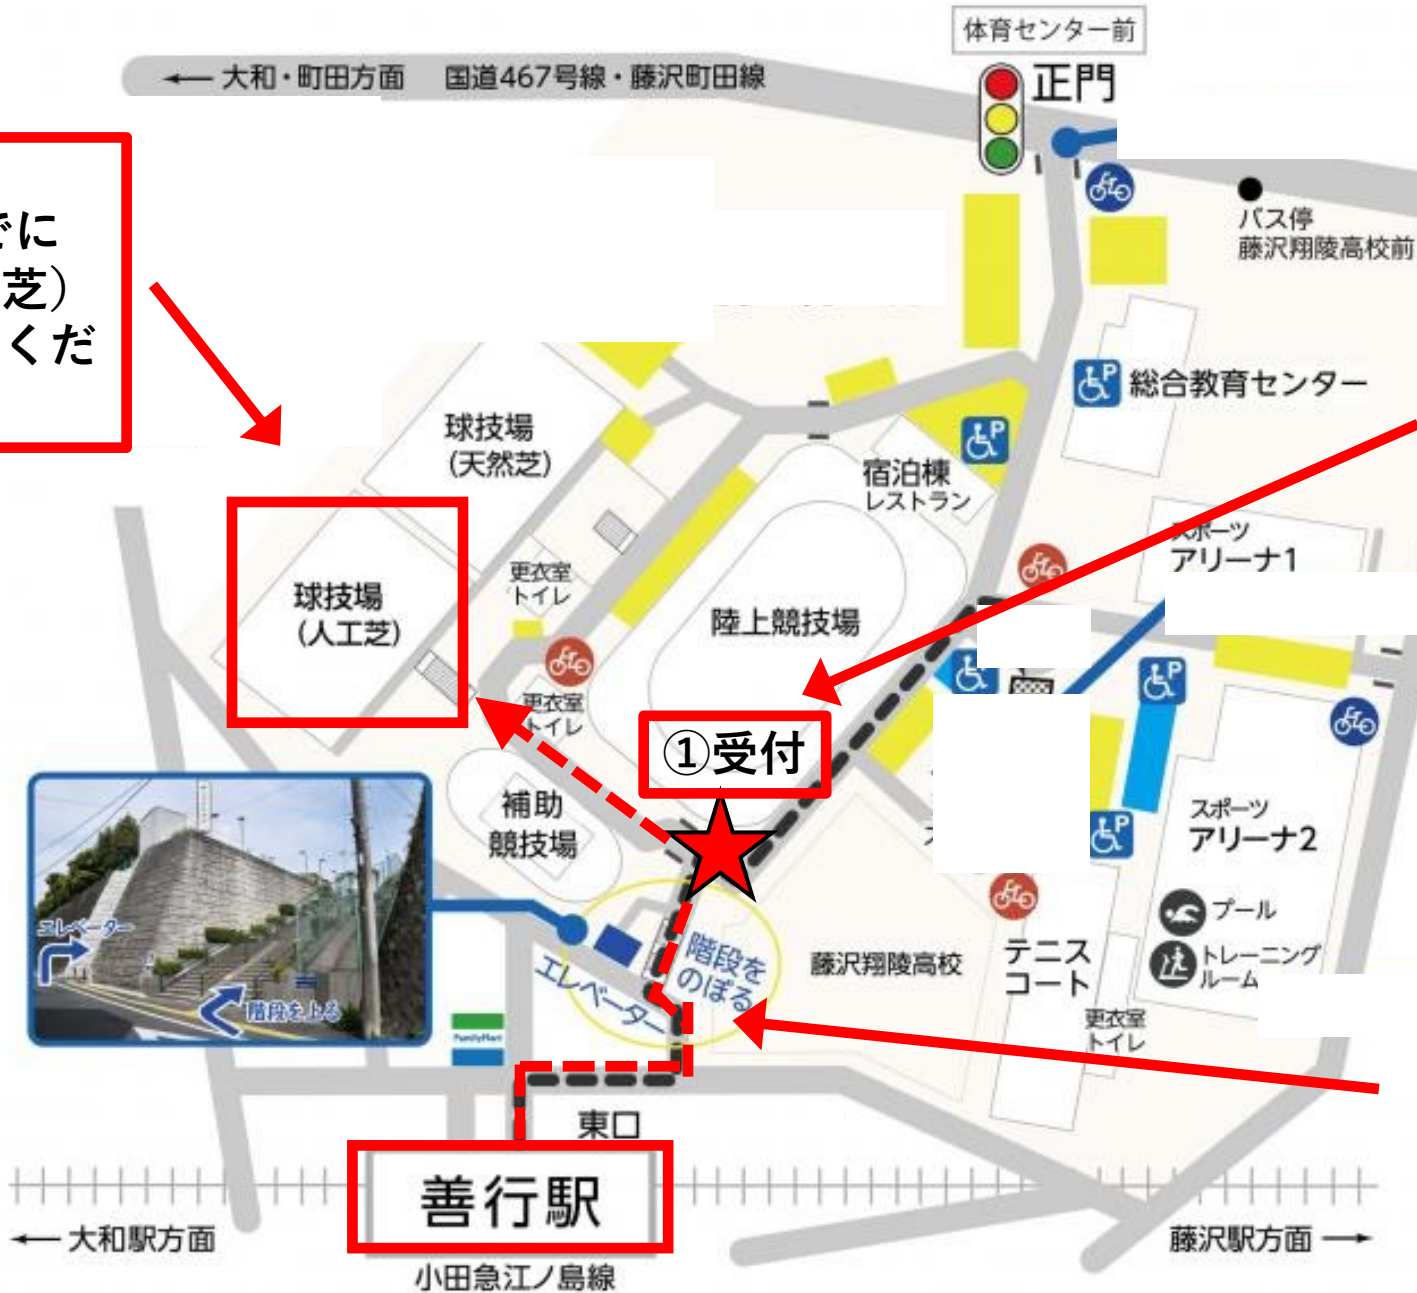 体育センター前
正門
← 大和・町田方面 国道467号線・藤沢町田線
バス停
藤沢翔陵高校前
でに
芝）
くだ
P
総合教育センター
球技場
(天然芝)
P
宿泊棟
レストラン
スポーツ
アリーナ1
更衣室
トイレ
球技場
(人工芝)
陸上競技場
P
更衣室
トイレ
①受付
補助
競技場
スポーツ
アリーナ2
P
プール
トレーニング
ルーム
エレベーター
階段を上る
階段を
のぼる
エレベーター
藤沢翔陵高校
テニス
コート
更衣室
トイレ
FamilyMart
東口
善行駅
← 大和駅方面
藤沢駅方面 →
小田急江ノ島線